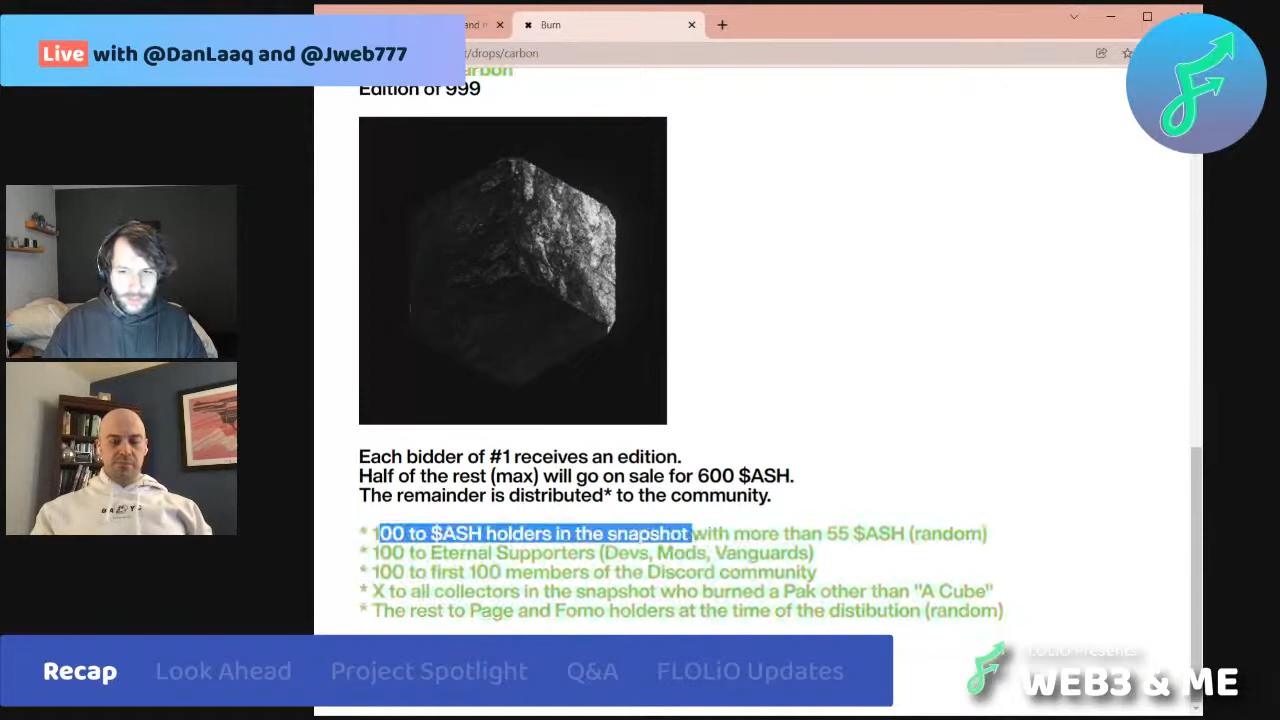 Live with @DanLaaq and @Jweb777
and
Burn
t/drops/carbon
arbon
Edition of 999
Each bidder of #1 receives an edition.
Half of the rest (max) will go on sale for 600 $ASH.
The remainder is distributed* to the community.
* 100 to $ASH holders in the snapshot with more than 55 $ASH (random)
* 100 to Eternal Supporters (Devs, Mods, Vanguards)
* 100 to first 100 members of the Discord community
* X to all collectors in the snapshot who burned a Pak other than "A Cube"
* The rest to Page and Fomo holders at the time of the distibution (random)
Recap Look Ahead Project Spotlight Q&A FLOLiO Updates
FLOLiO Presents
WEB3 & ME